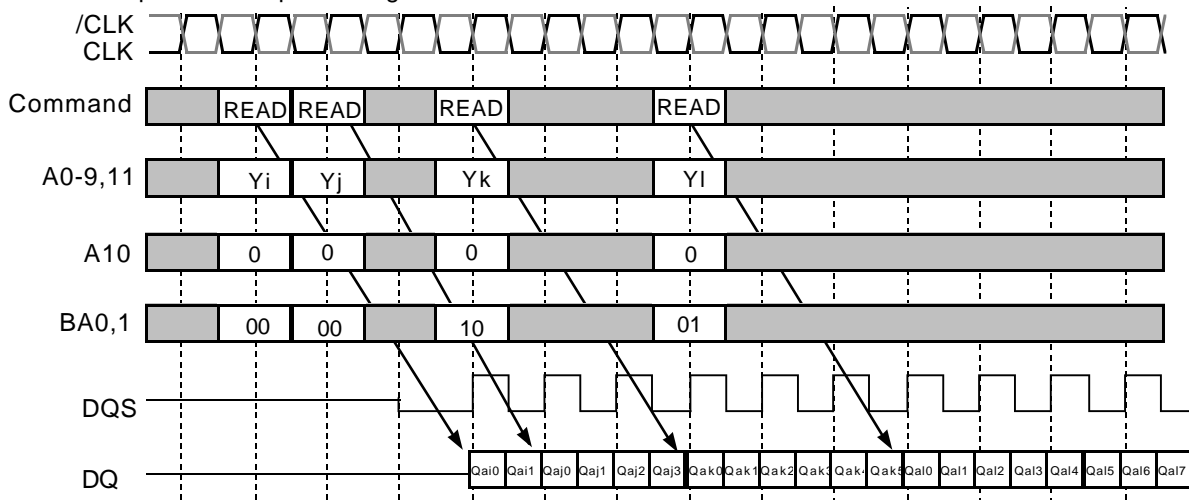 /CLK
CLK
Command READ READ READ READ
A0-9,11 Yi Yj Yk Yl
A10 0 0 0 0
BA0,1 00 00 10 01
DQS
DQ Qai0 Qai1 Qaj0 Qaj1 Qaj2 Qaj3 Qak0 Qak1 Qak2 Qak5 Qal0 Qal1 Qal2 Qal3 Qal4 Qal5 Qal6 Qal7